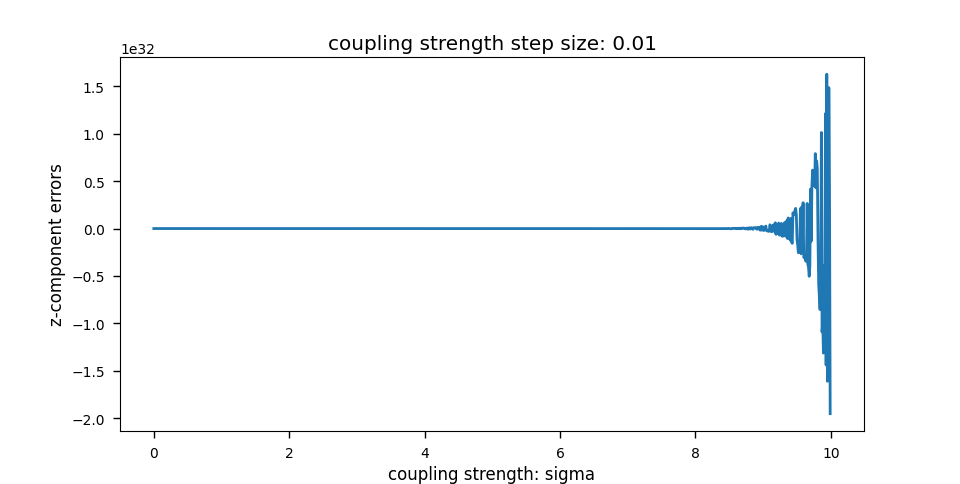 coupling strength step size: 0.01
1e32
1.5
1.0
0.5
0.0
−0.5
−1.0
−1.5
−2.0
z-component errors
0 2 4 6 8 10
coupling strength: sigma